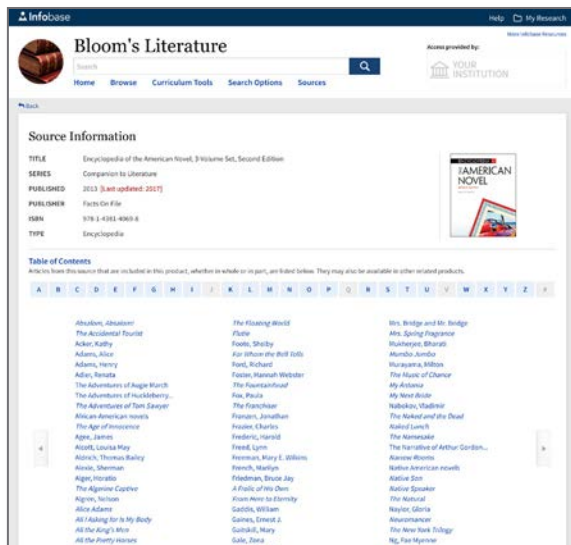 Infobase
Help My Research
More Infobase Resources
Bloom's Literature
Access provided by:
YOUR
INSTITUTION
Search
Home Browse Curriculum Tools Search Options Sources
Back
Source Information
TITLE Encyclopedia of the American Novel, 3-Volume Set, Second Edition
SERIES Companion to Literature
PUBLISHED 2013 [Last updated: 2017]
PUBLISHER Facts On File
ISBN 978-1-4381-4069-8
TYPE Encyclopedia
AMERICAN
NOVEL
Table of Contents
Articles from this source that are included in this product, whether in whole or in part, are listed below. They may also be available in other related products.
A B C D E F G H I J K L M N O P Q R S T U V W X Y Z #
Absalom, Absalom!
The Accidental Tourist
Acker, Kathy
Adams, Alice
Adams, Henry
Adler, Renata
The Adventures of Augie March
The Adventures of Huckleberry...
The Adventures of Tom Sawyer
African-American novels
The Age of Innocence
Agee, James
Alcott, Louisa May
Aldrich, Thomas Bailey
Alexie, Sherman
Alger, Horatio
The Algerine Captive
Algren, Nelson
Alice Adams
All I Asking for Is My Body
All the King's Men
All the Pretty Horses
The Floating World
Flutie
Foote, Shelby
For Whom the Bell Tolls
Ford, Richard
Foster, Hannah Webster
The Fountainhead
Fox, Paula
The Franchiser
Franzen, Jonathan
Frazier, Charles
Frederic, Harold
Freed, Lynn
Freeman, Mary E. Wilkins
French, Marilyn
Friedman, Bruce Jay
A Frolic of His Own
From Here to Eternity
Gaddis, William
Gaines, Ernest J.
Gaitskill, Mary
Gale, Zona
Mrs. Bridge and Mr. Bridge
Mrs. Spring Fragrance
Mukherjee, Bharati
Mumbo Jumbo
Murayama, Milton
The Music of Chance
My Ántonia
My Next Bride
Nabokov, Vladimir
The Naked and the Dead
Naked Lunch
The Namesake
The Narrative of Arthur Gordon...
Narrow Rooms
Native American novels
Native Son
Native Speaker
The Natural
Naylor, Gloria
Neuromancer
The New York Trilogy
Ng, Fae Myenne